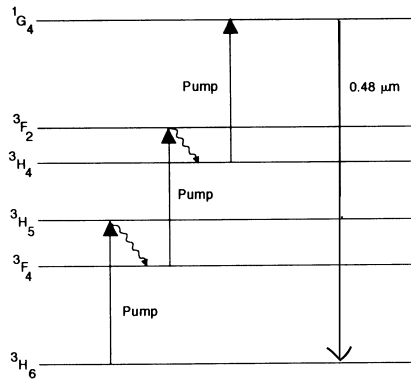 ¹G₄
Pump
0.48 μm
³F₂
³H₄
Pump
³H₅
³F₄
Pump
³H₆